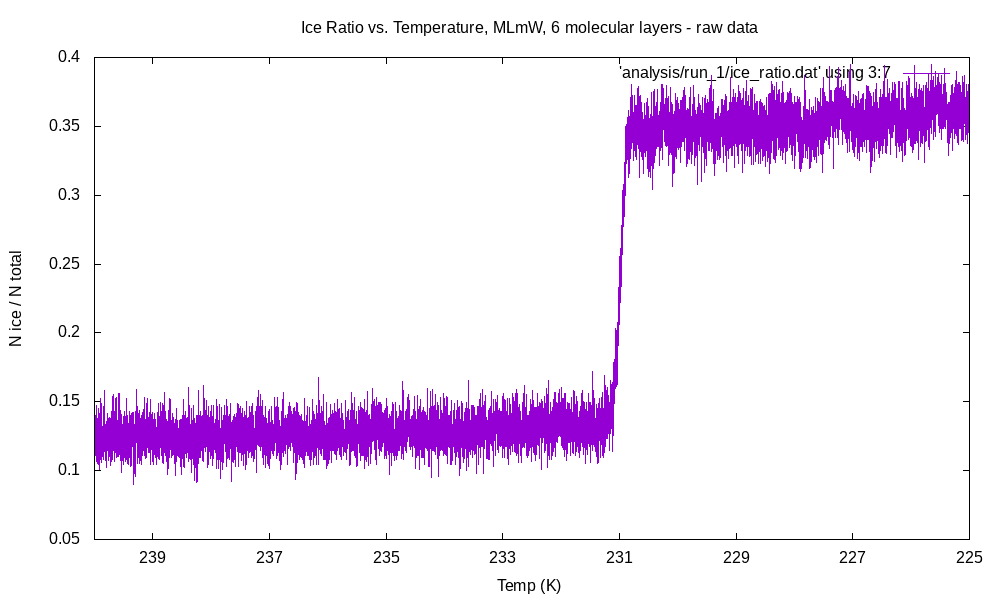 Ice Ratio vs. Temperature, MLmW, 6 molecular layers - raw data
'analysis/run_1/ice_ratio.dat' using 3:7
0.4
0.35
0.3
0.25
0.2
0.15
0.1
0.05
N ice / N total
239 237 235 233 231 229 227 225
Temp (K)